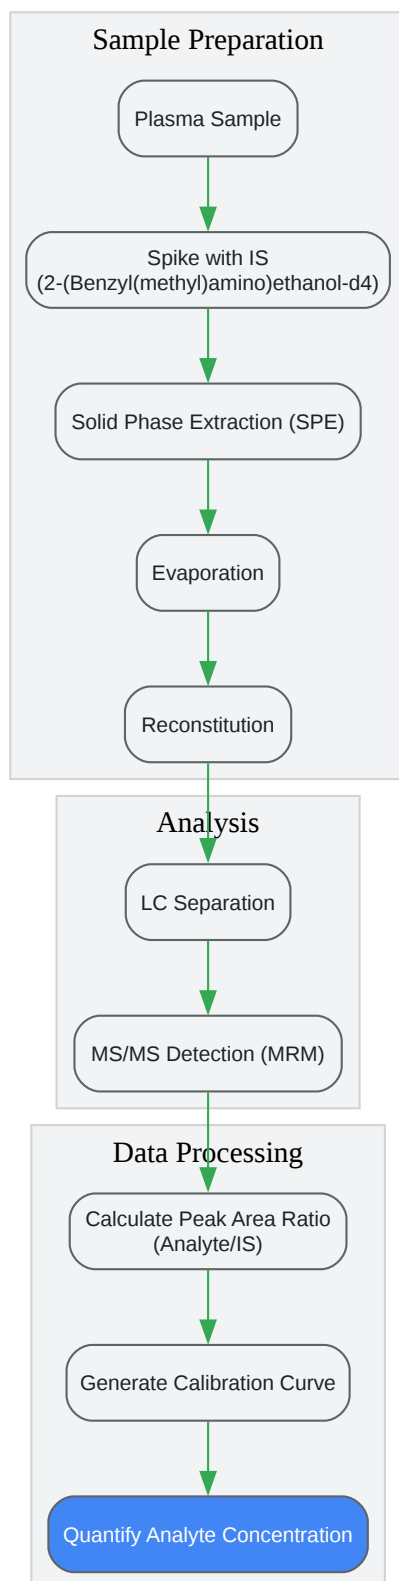 Sample Preparation
Plasma Sample
Spike with IS
(2-(Benzyl(methyl)amino)ethanol-d4)
Solid Phase Extraction (SPE)
Evaporation
Reconstitution
Analysis
LC Separation
MS/MS Detection (MRM)
Data Processing
Calculate Peak Area Ratio
(Analyte/IS)
Generate Calibration Curve
Quantify Analyte Concentration